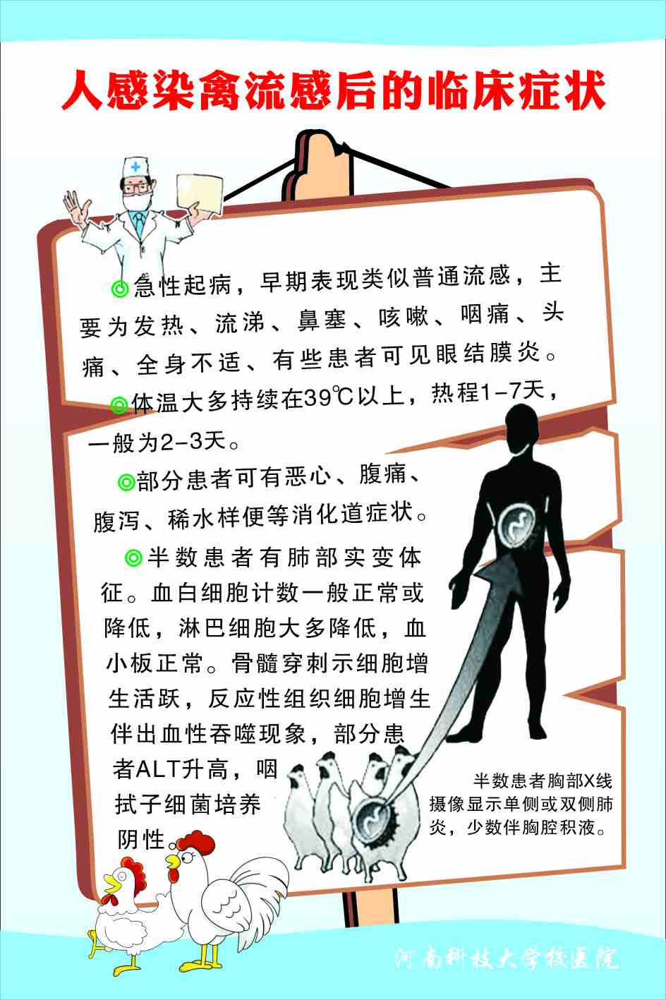 人感染禽流感后的临床症状
◎急性起病，早期表现类似普通流感，主
要为发热、流涕、鼻塞、咳嗽、咽痛、头
痛、全身不适、有些患者可见眼结膜炎。
◎体温大多持续在39℃以上，热程1-7天，
一般为2-3天。
◎部分患者可有恶心、腹痛、
腹泻、稀水样便等消化道症状。
◎半数患者有肺部实变体
征。血白细胞计数一般正常或
降低，淋巴细胞大多降低，血
小板正常。骨髓穿刺示细胞增
生活跃，反应性组织细胞增生
伴出血性吞噬现象，部分患
者ALT升高，咽
拭子细菌培养
阴性。
半数患者胸部X线
摄像显示单侧或双侧肺
炎，少数伴胸腔积液。
河南科技大学校医院